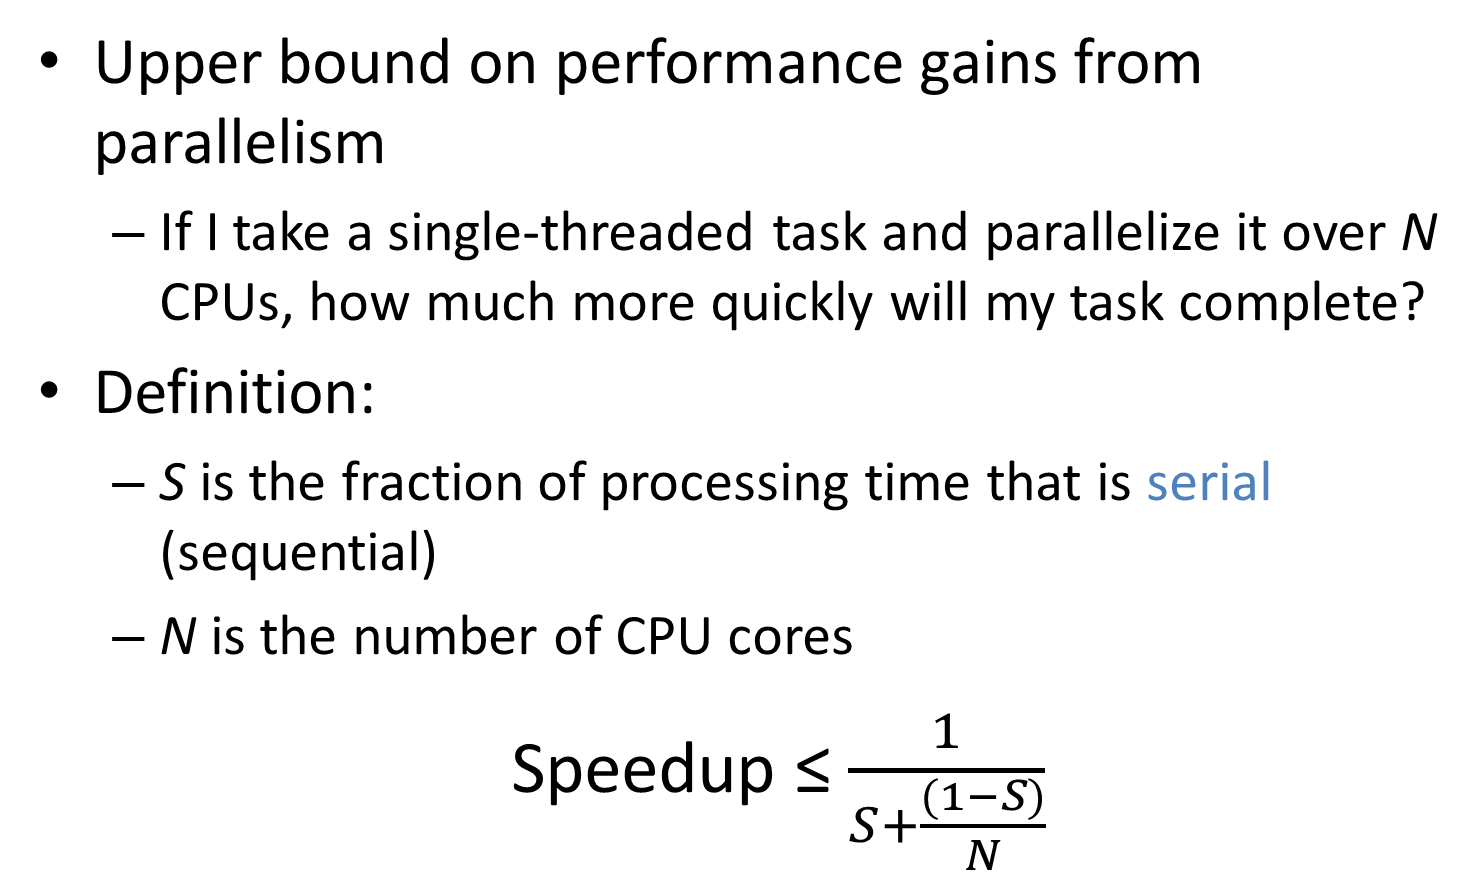 • Upper bound on performance gains from
parallelism
– If I take a single-threaded task and parallelize it over N
CPUs, how much more quickly will my task complete?
• Definition:
– S is the fraction of processing time that is serial
(sequential)
– N is the number of CPU cores
Speedup ≤ 1 / (S+(1−S)/N)